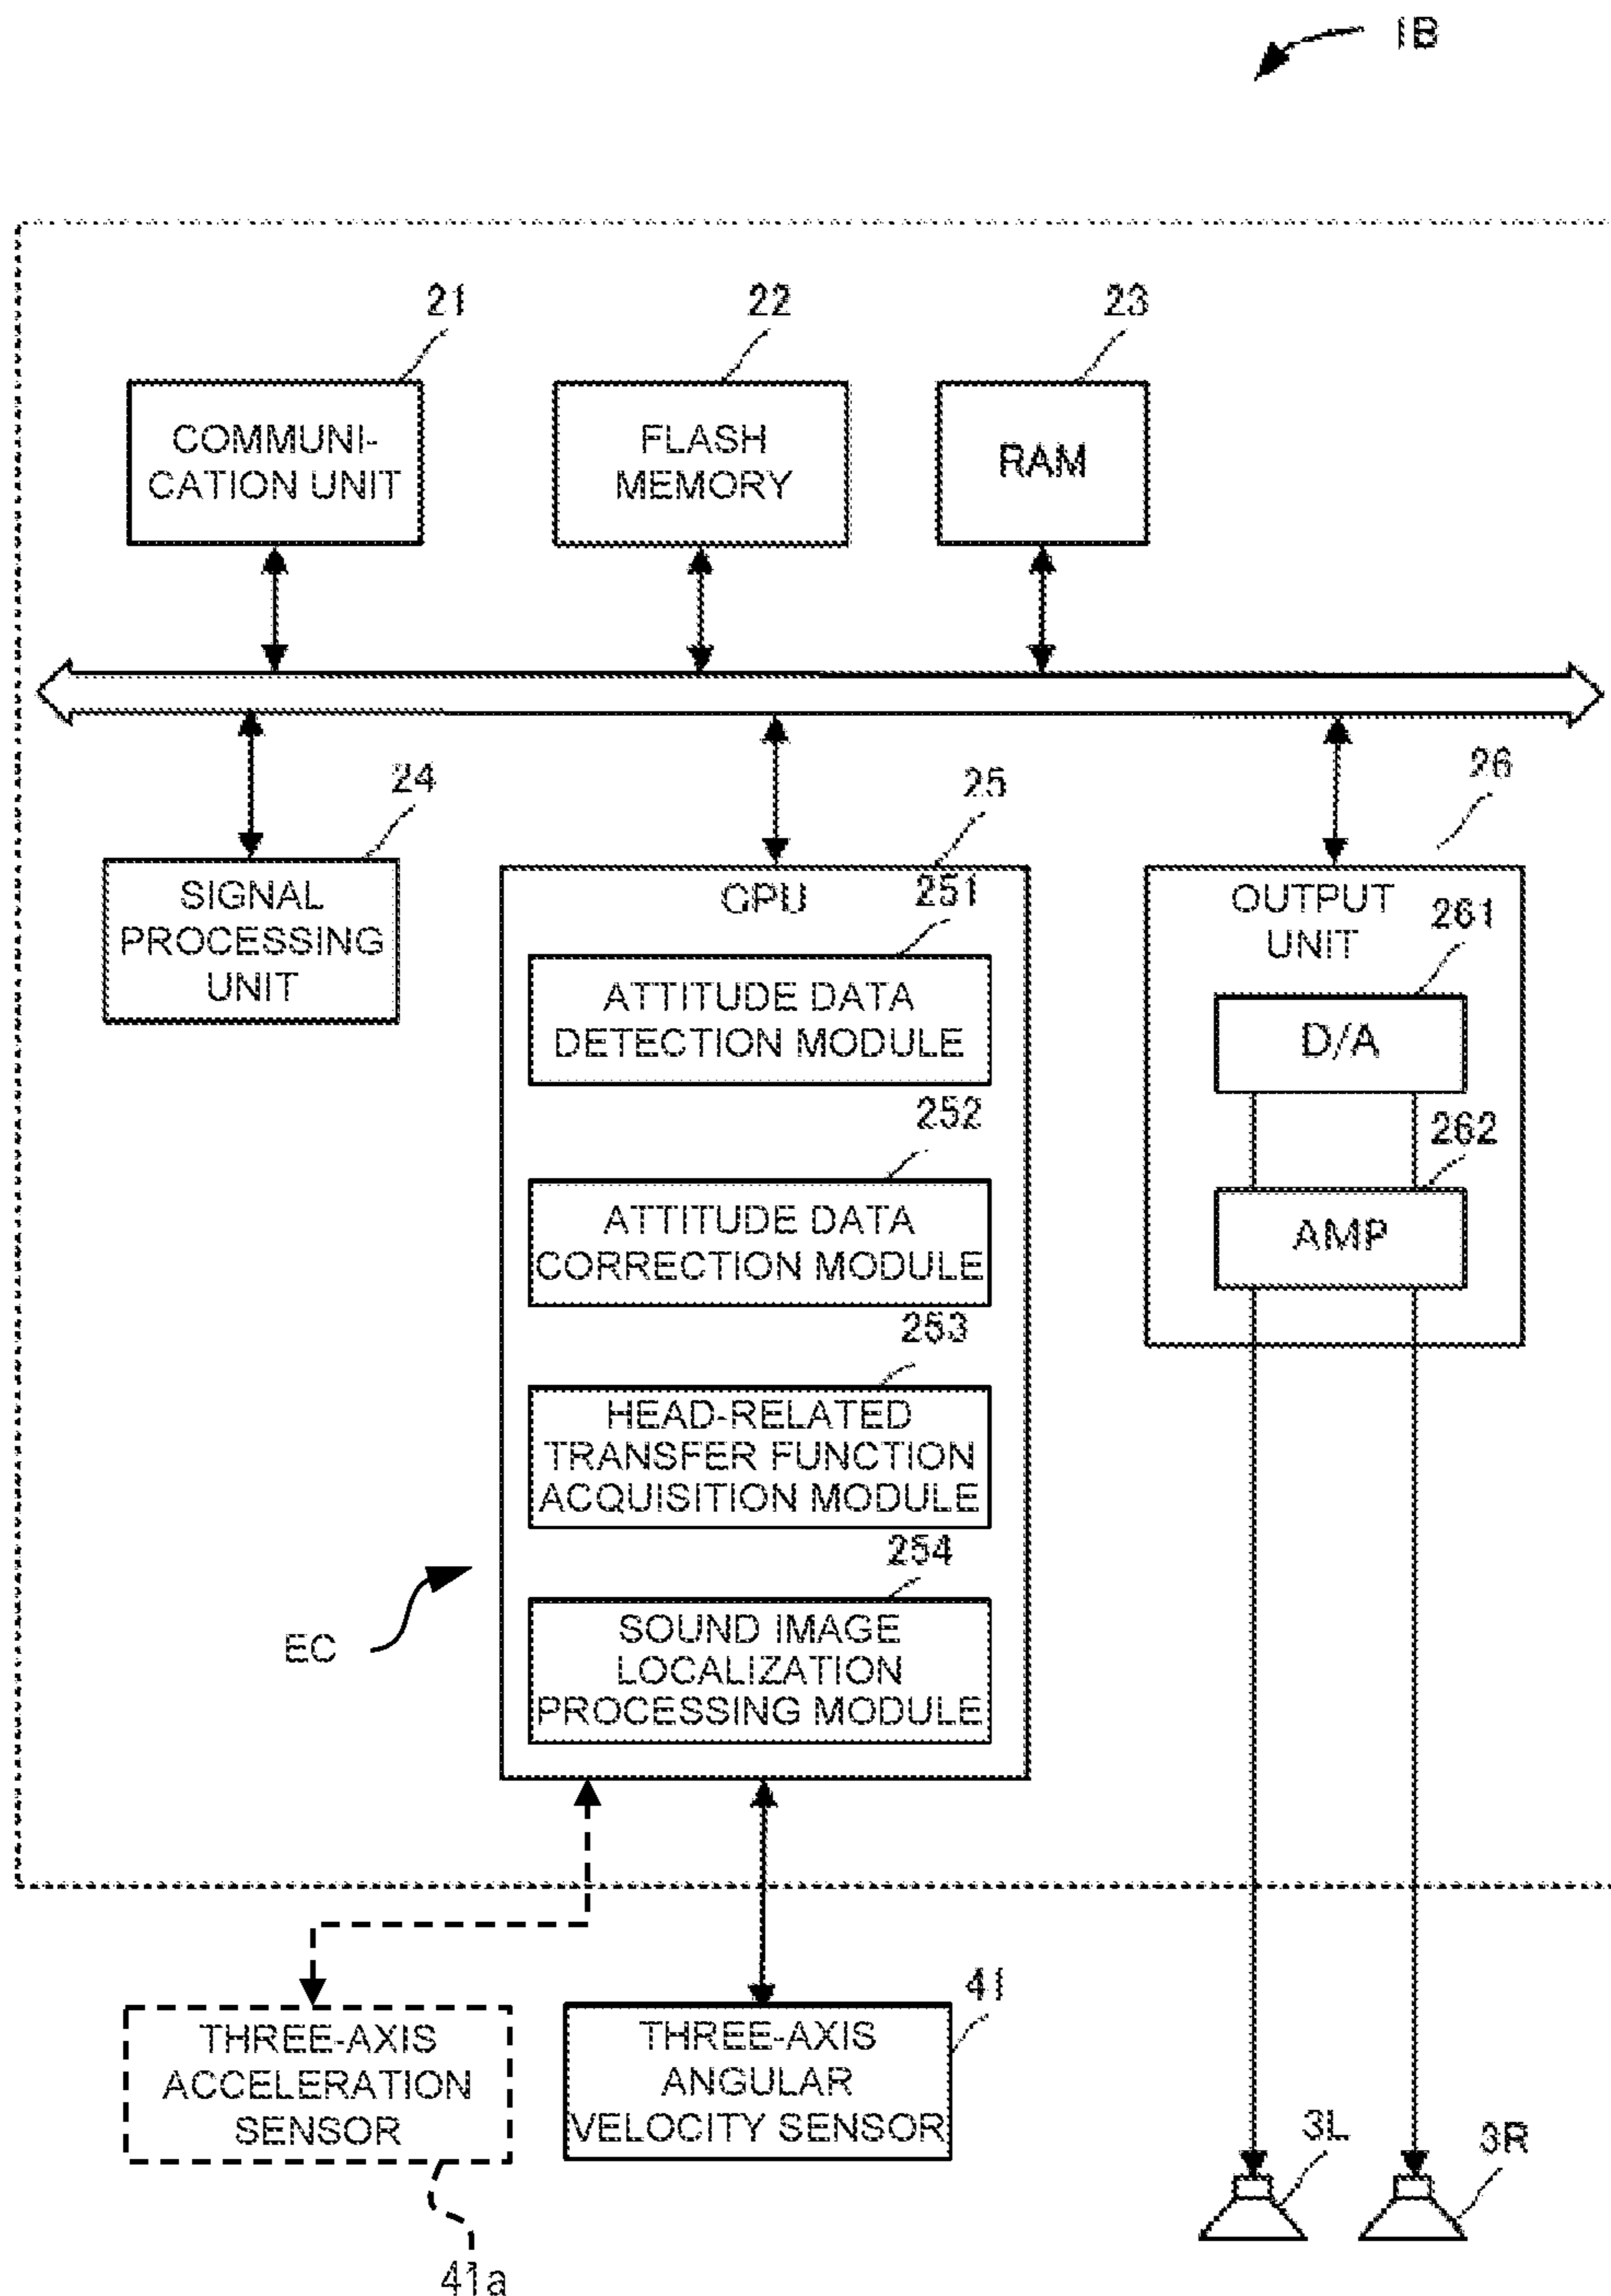 1B
21
22
23
COMMUNI-
CATION UNIT
FLASH
MEMORY
RAM
24
25
26
SIGNAL
PROCESSING
UNIT
CPU
251
OUTPUT
UNIT
261
ATTITUDE DATA
DETECTION MODULE
D/A
252
262
ATTITUDE DATA
CORRECTION MODULE
AMP
253
HEAD-RELATED
TRANSFER FUNCTION
ACQUISITION MODULE
254
EC
SOUND IMAGE
LOCALIZATION
PROCESSING MODULE
41
THREE-AXIS
ACCELERATION
SENSOR
THREE-AXIS
ANGULAR
VELOCITY SENSOR
3L
3R
41a